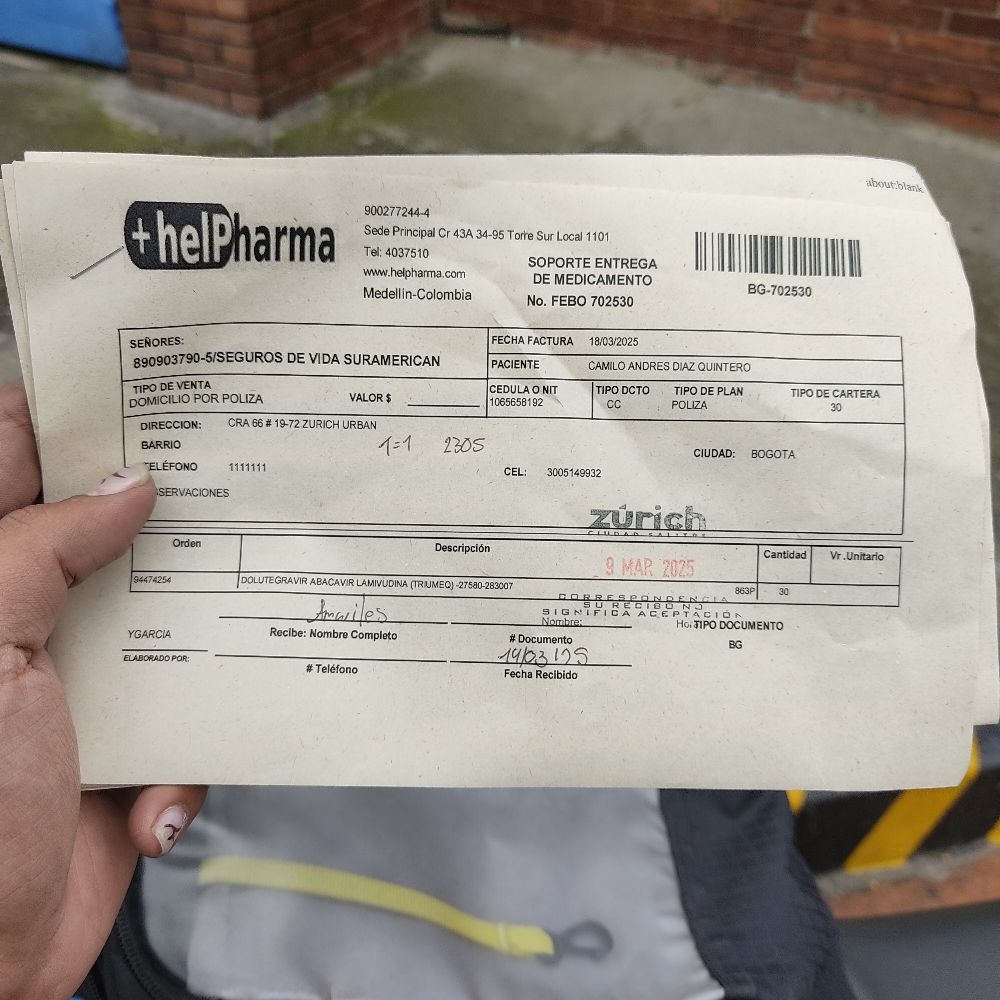 about:blank
+helPharma
900277244-4
Sede Principal Cr 43A 34-95 Torre Sur Local 1101
Tel: 4037510
www.helpharma.com
Medellin-Colombia
SOPORTE ENTREGA
DE MEDICAMENTO
No. FEBO 702530
BG-702530
SEÑORES:
890903790-5/SEGUROS DE VIDA SURAMERICAN
FECHA FACTURA 18/03/2025
PACIENTE CAMILO ANDRES DIAZ QUINTERO
TIPO DE VENTA
DOMICILIO POR POLIZA VALOR $
CEDULA O NIT
1065658192
TIPO DCTO
CC
TIPO DE PLAN
POLIZA
TIPO DE CARTERA
30
DIRECCION: CRA 66 # 19-72 ZURICH URBAN
BARRIO
2305
CIUDAD: BOGOTA
TELÉFONO 1111111
CEL: 3005149932
SERVACIONES
zúrich
CIUDAD SALITRE
9 MAR 2025
Orden Descripción Cantidad Vr.Unitario
94474254 DOLUTEGRAVIR ABACAVIR LAMIVUDINA (TRIUMEQ) -27580-283007 863P 30
CORRESPONDENCIA
SU RECIBO NO
SIGNIFICA ACEPTACIÓN
Nombre:
YGARCIA
ELABORADO POR:
Recibe: Nombre Completo
# Documento
TIPO DOCUMENTO
BG
19/03/25
# Teléfono
Fecha Recibido